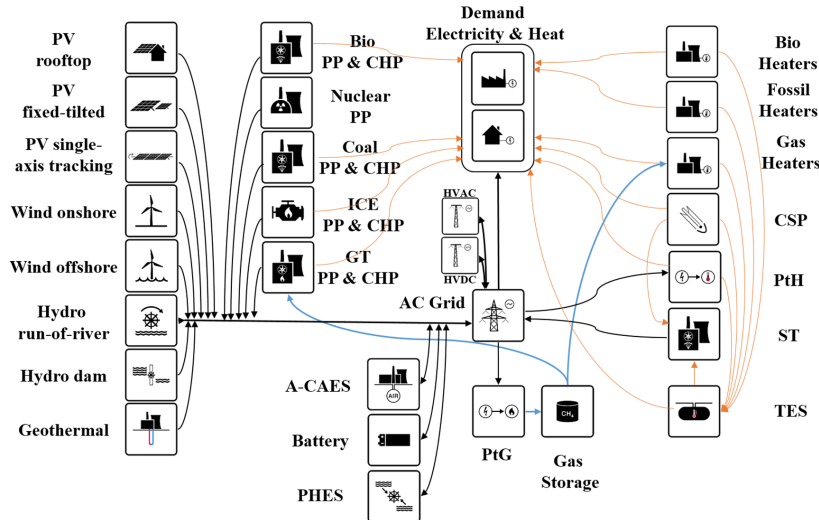 Demand
Electricity & Heat
PV
rooftop
PV
fixed-tilted
PV single-
axis tracking
Wind onshore
Wind offshore
Hydro
run-of-river
Hydro dam
Geothermal
Bio
PP & CHP
Nuclear
PP
Coal
PP & CHP
ICE
PP & CHP
GT
PP & CHP
HVAC
HVDC
AC Grid
A-CAES
AIR
Battery
PHES
PtG
CH4
Gas
Storage
Bio
Heaters
Fossil
Heaters
Gas
Heaters
CSP
PtH
ST
TES